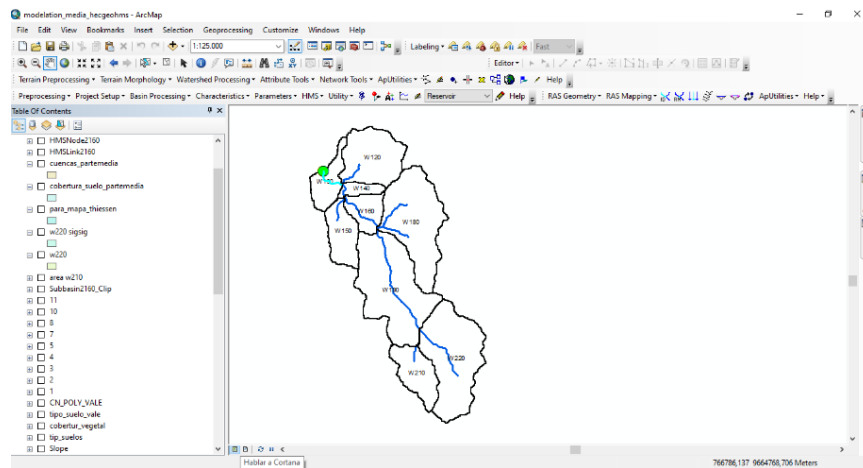 modelation_media_hecgeohms - ArcMap
File Edit View Bookmarks Insert Selection Geoprocessing Customize Windows Help
1:125.000 Labeling Fast
Editor
Terrain Preprocessing Terrain Morphology Watershed Processing Attribute Tools Network Tools ApUtilities Help
Preprocessing Project Setup Basin Processing Characteristics Parameters HMS Utility Reservoir Help RAS Geometry RAS Mapping ApUtilities Help
Table Of Contents
HMSNode2160
HMSLink2160
cuencas_partemedia
cobertura_suelo_partemedia
para_mapa_thiessen
w220 sigsig
w220
area w210
Subbasin2160_Clip
11
10
8
7
5
4
3
2
1
CN_POLY_VALE
tipo_suelo_vale
cobertur_vegetal
tip_suelos
Slope
W120
W140
W160
W180
W150
W220
W210
Hablar a Cortana
766786,137 9664768,706 Meters